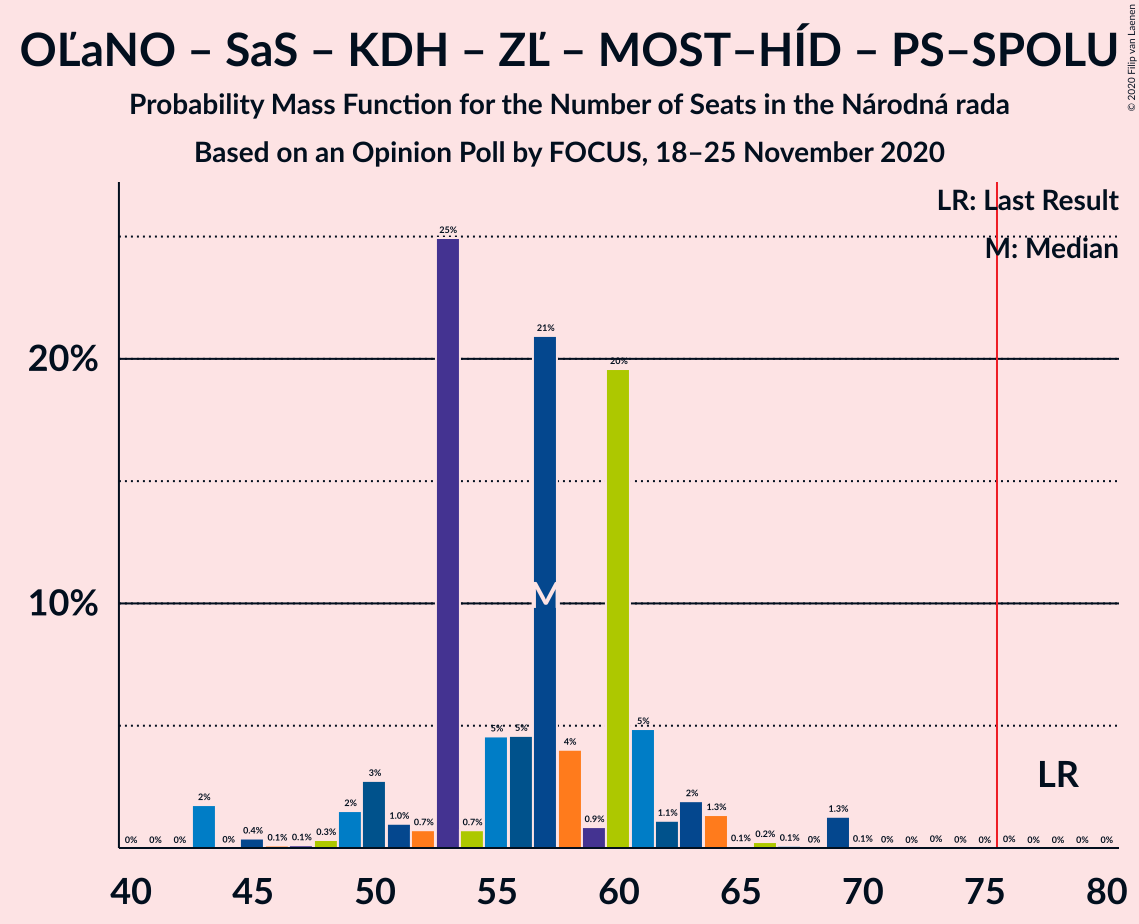 OĽaNO – SaS – KDH – ZĽ – MOST–HÍD – PS–SPOLU
Probability Mass Function for the Number of Seats in the Národná rada
Based on an Opinion Poll by FOCUS, 18–25 November 2020
© 2020 Filip van Laenen
LR: Last Result
M: Median
25%
21%
20%
20%
10%
M
5%
5%
5%
4%
3%
2%
2%
2%
1.3%
1.3%
LR
0% 0% 0% 0% 0.4% 0.1% 0.1% 0.3% 1.0% 0.7% 0.7% 0.9% 1.1% 0.1% 0.2% 0.1% 0% 0.1% 0% 0% 0% 0% 0% 0% 0% 0% 0% 0%
40 45 50 55 60 65 70 75 80